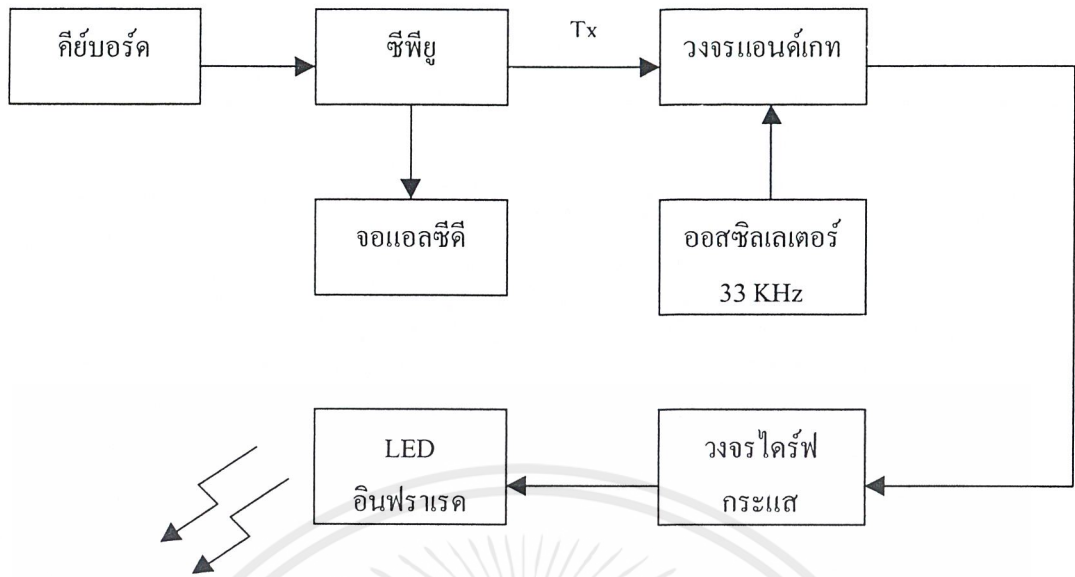 คีย์บอร์ด
ซีพียู
Tx
วงจรแอนด์เกท
จอแอลซีดี
ออสซิลเลเตอร์
33 KHz
LED
อินฟราเรด
วงจรไดร์ฟ
กระแส